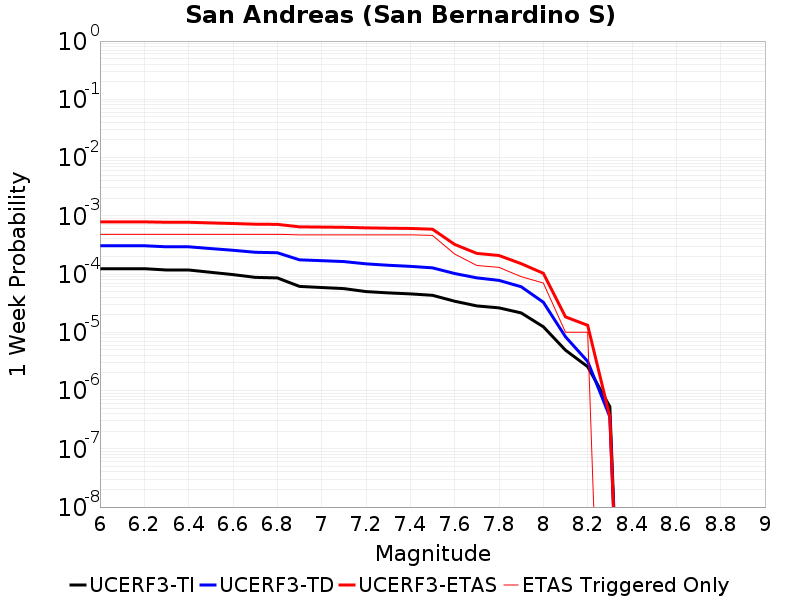 San Andreas (San Bernardino S)
10^0
10^-1
10^-2
10^-3
10^-4
10^-5
10^-6
10^-7
10^-8
1 Week Probability
6 6.2 6.4 6.6 6.8 7 7.2 7.4 7.6 7.8 8 8.2 8.4 8.6 8.8 9
Magnitude
UCERF3-TI UCERF3-TD UCERF3-ETAS ETAS Triggered Only